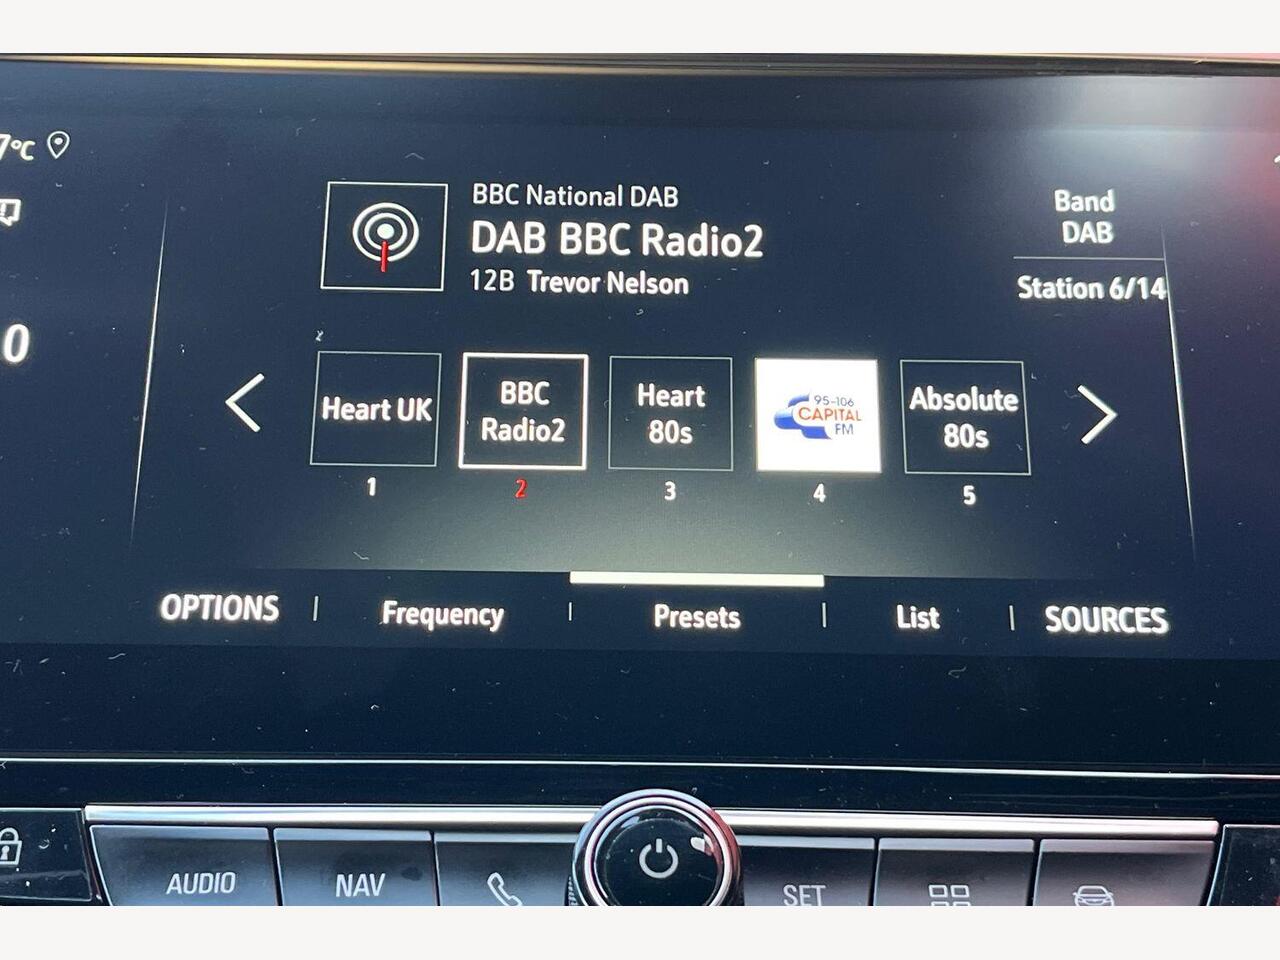 7°C
BBC National DAB
DAB BBC Radio2
12B Trevor Nelson
Band
DAB
Station 6/14
0
Heart UK
BBC
Radio2
Heart
80s
95-106
CAPITAL
FM
Absolute
80s
1
2
3
4
5
OPTIONS
Frequency
Presets
List
SOURCES
AUDIO
NAV
SET